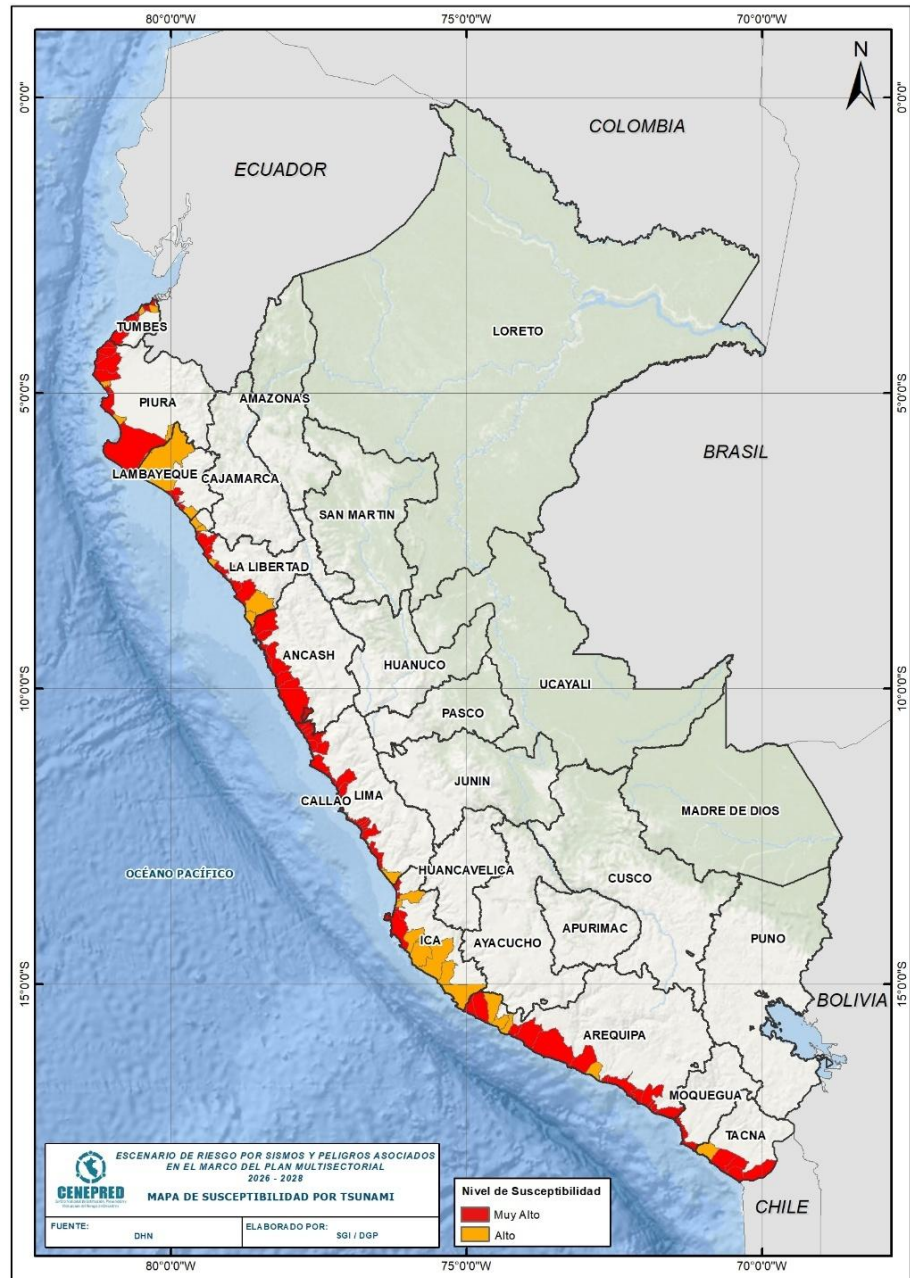 80°0'0"W
75°0'0"W
70°0'0"W
N
0°0'0"
0°0'0"
COLOMBIA
ECUADOR
LORETO
TUMBES
5°0'0"S
5°0'0"S
PIURA
AMAZONAS
BRASIL
LAMBAYEQUE
CAJAMARCA
SAN MARTIN
LA LIBERTAD
ANCASH
HUANUCO
UCAYALI
10°0'0"S
10°0'0"S
PASCO
JUNIN
CALLAO
LIMA
MADRE DE DIOS
OCÉANO PACÍFICO
HUANCAVELICA
CUSCO
ICA
AYACUCHO
APURIMAC
PUNO
15°0'0"S
15°0'0"S
BOLIVIA
AREQUIPA
MOQUEGUA
TACNA
CHILE
ESCENARIO DE RIESGO POR SISMOS Y PELIGROS ASOCIADOS
EN EL MARCO DEL PLAN MULTISECTORIAL
2026 - 2028
CENEPRED
MAPA DE SUSCEPTIBILIDAD POR TSUNAMI
FUENTE:
DHN
ELABORADO POR:
SGI / DGP
Nivel de Susceptibilidad
Muy Alto
Alto
80°0'0"W
75°0'0"W
70°0'0"W